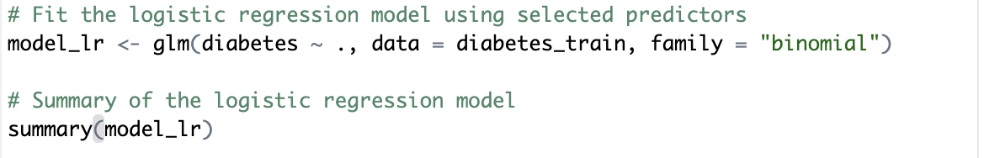 # Fit the logistic regression model using selected predictors
model_lr <- glm(diabetes ~ ., data = diabetes_train, family = "binomial")
# Summary of the logistic regression model
summary(model_lr)